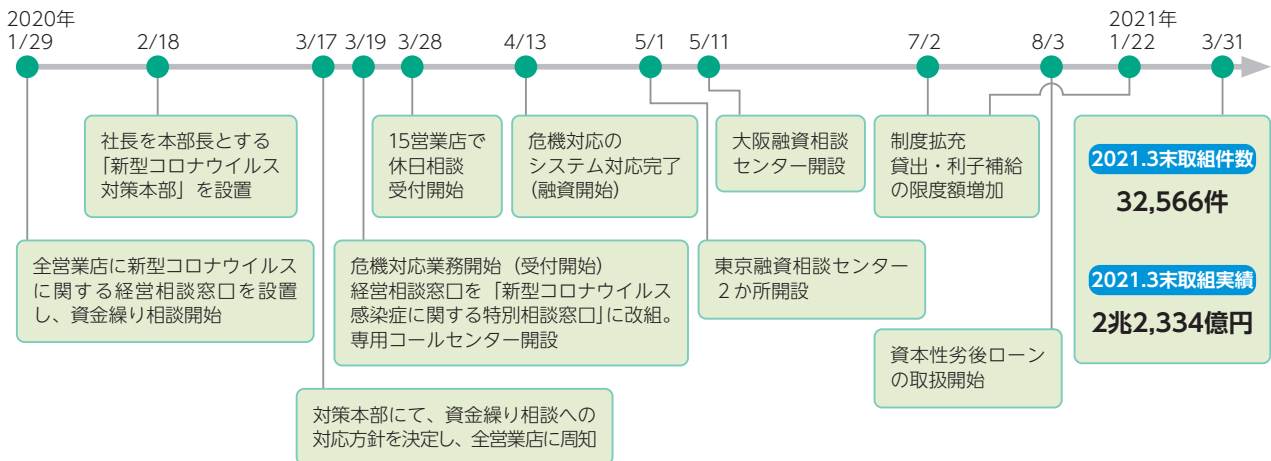 2020年
1/29
2/18
3/17
3/19
3/28
4/13
5/1
5/11
7/2
8/3
2021年
1/22
3/31
社長を本部長とする
「新型コロナウイルス
対策本部」を設置
15営業店で
休日相談
受付開始
危機対応の
システム対応完了
(融資開始)
大阪融資相談
センター開設
制度拡充
貸出・利子補給
の限度額増加
2021.3末取組件数
32,566件
2021.3末取組実績
2兆2,334億円
全営業店に新型コロナウイルス
に関する経営相談窓口を設置
し、資金繰り相談開始
危機対応業務開始（受付開始）
経営相談窓口を「新型コロナウイルス
感染症に関する特別相談窓口」に改組。
専用コールセンター開設
東京融資相談センター
２か所開設
資本性劣後ローン
の取扱開始
対策本部にて、資金繰り相談への
対応方針を決定し、全営業店に周知